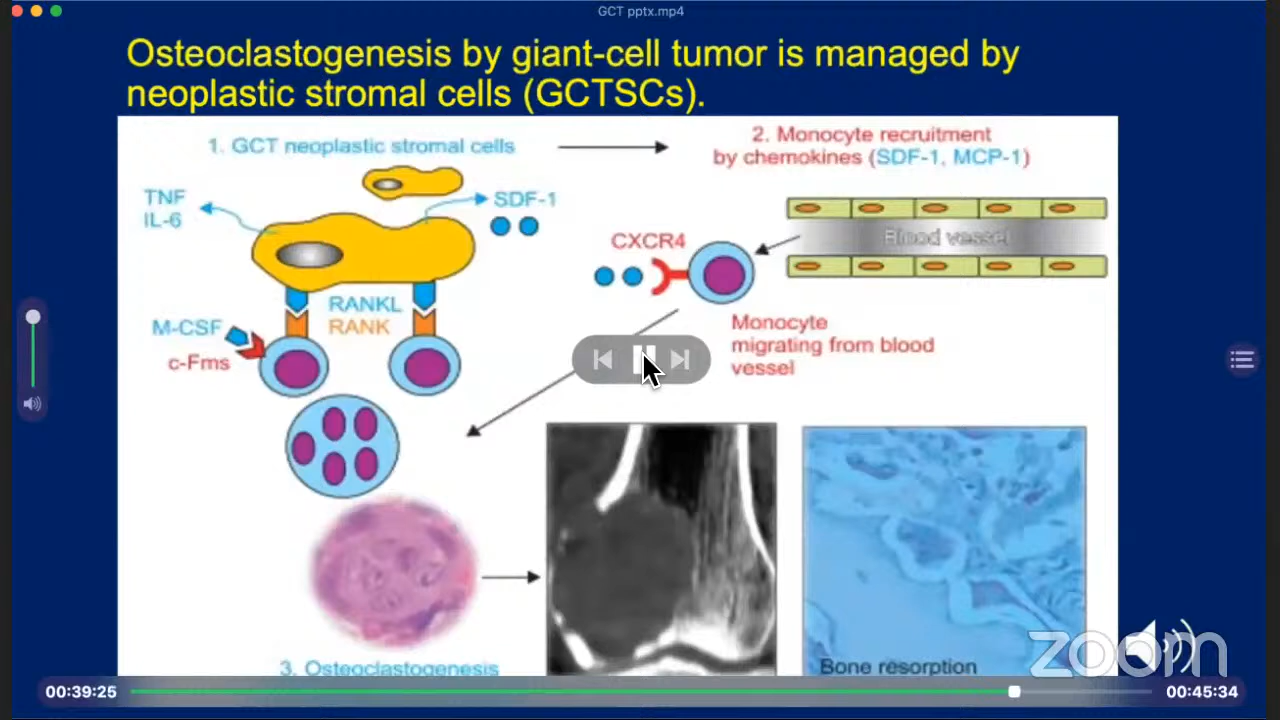 GCT pptx.mp4
Osteoclastogenesis by giant-cell tumor is managed by
neoplastic stromal cells (GCTSCs).
1. GCT neoplastic stromal cells
2. Monocyte recruitment
by chemokines (SDF-1, MCP-1)
TNF
IL-6
SDF-1
Blood vessel
CXCR4
RANKL
RANK
M-CSF
c-Fms
Monocyte
migrating from blood
vessel
3. Osteoclastogenesis
Bone resorption
zoom
00:39:25
00:45:34